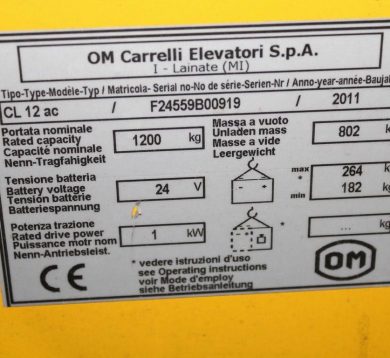 OM Carrelli Elevatori S.p.A.
I - Lainate (MI)
Tipo-Type-Modèle-Typ / Matricola- Serial no-No de série-Serien-Nr / Anno-year-année-Baujah
CL 12 ac / F24559B00919 / 2011
Portata nominale
Rated capacity
Capacité nominale
Nenn-Tragfahigkeit
1200 kg
Massa a vuoto
Unladen mass
Masse a vide
Leergewicht
802 k
Tensione batteria
Battery voltage
Tension batterie
Batteriespannung
24 V
max * min
264 k
182 kg
Potenza trazione
Rated drive power
Puissance motr nom
Nenn-Antriebsleist.
1 kW
*
... kg
CE
* vedere istruzioni d'uso
see Operating instructions
voir Mode d'employ
siehe Betriebsanleitung
OM